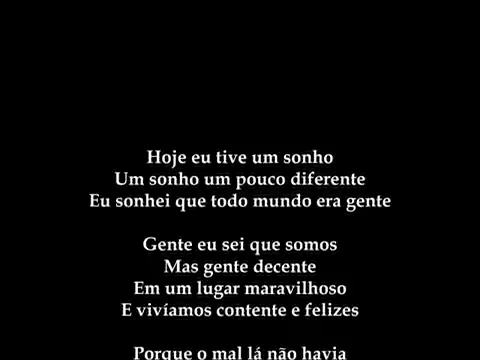 Hoje eu tive um sonho
Um sonho um pouco diferente
Eu sonhei que todo mundo era gente
Gente eu sei que somos
Mas gente decente
Em um lugar maravilhoso
E vivíamos contente e felizes
Porque o mal lá não havia